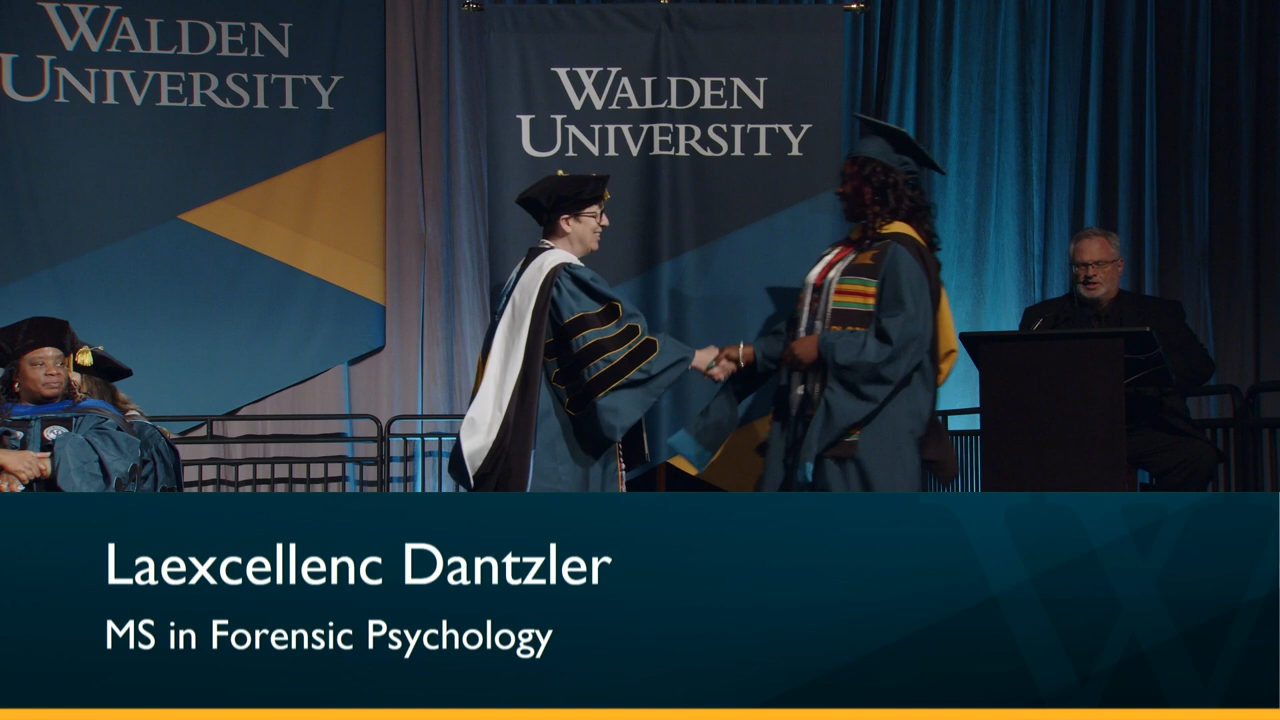 WALDEN
UNIVERSITY
WALDEN
UNIVERSITY
Laexcellenc Dantzler
MS in Forensic Psychology